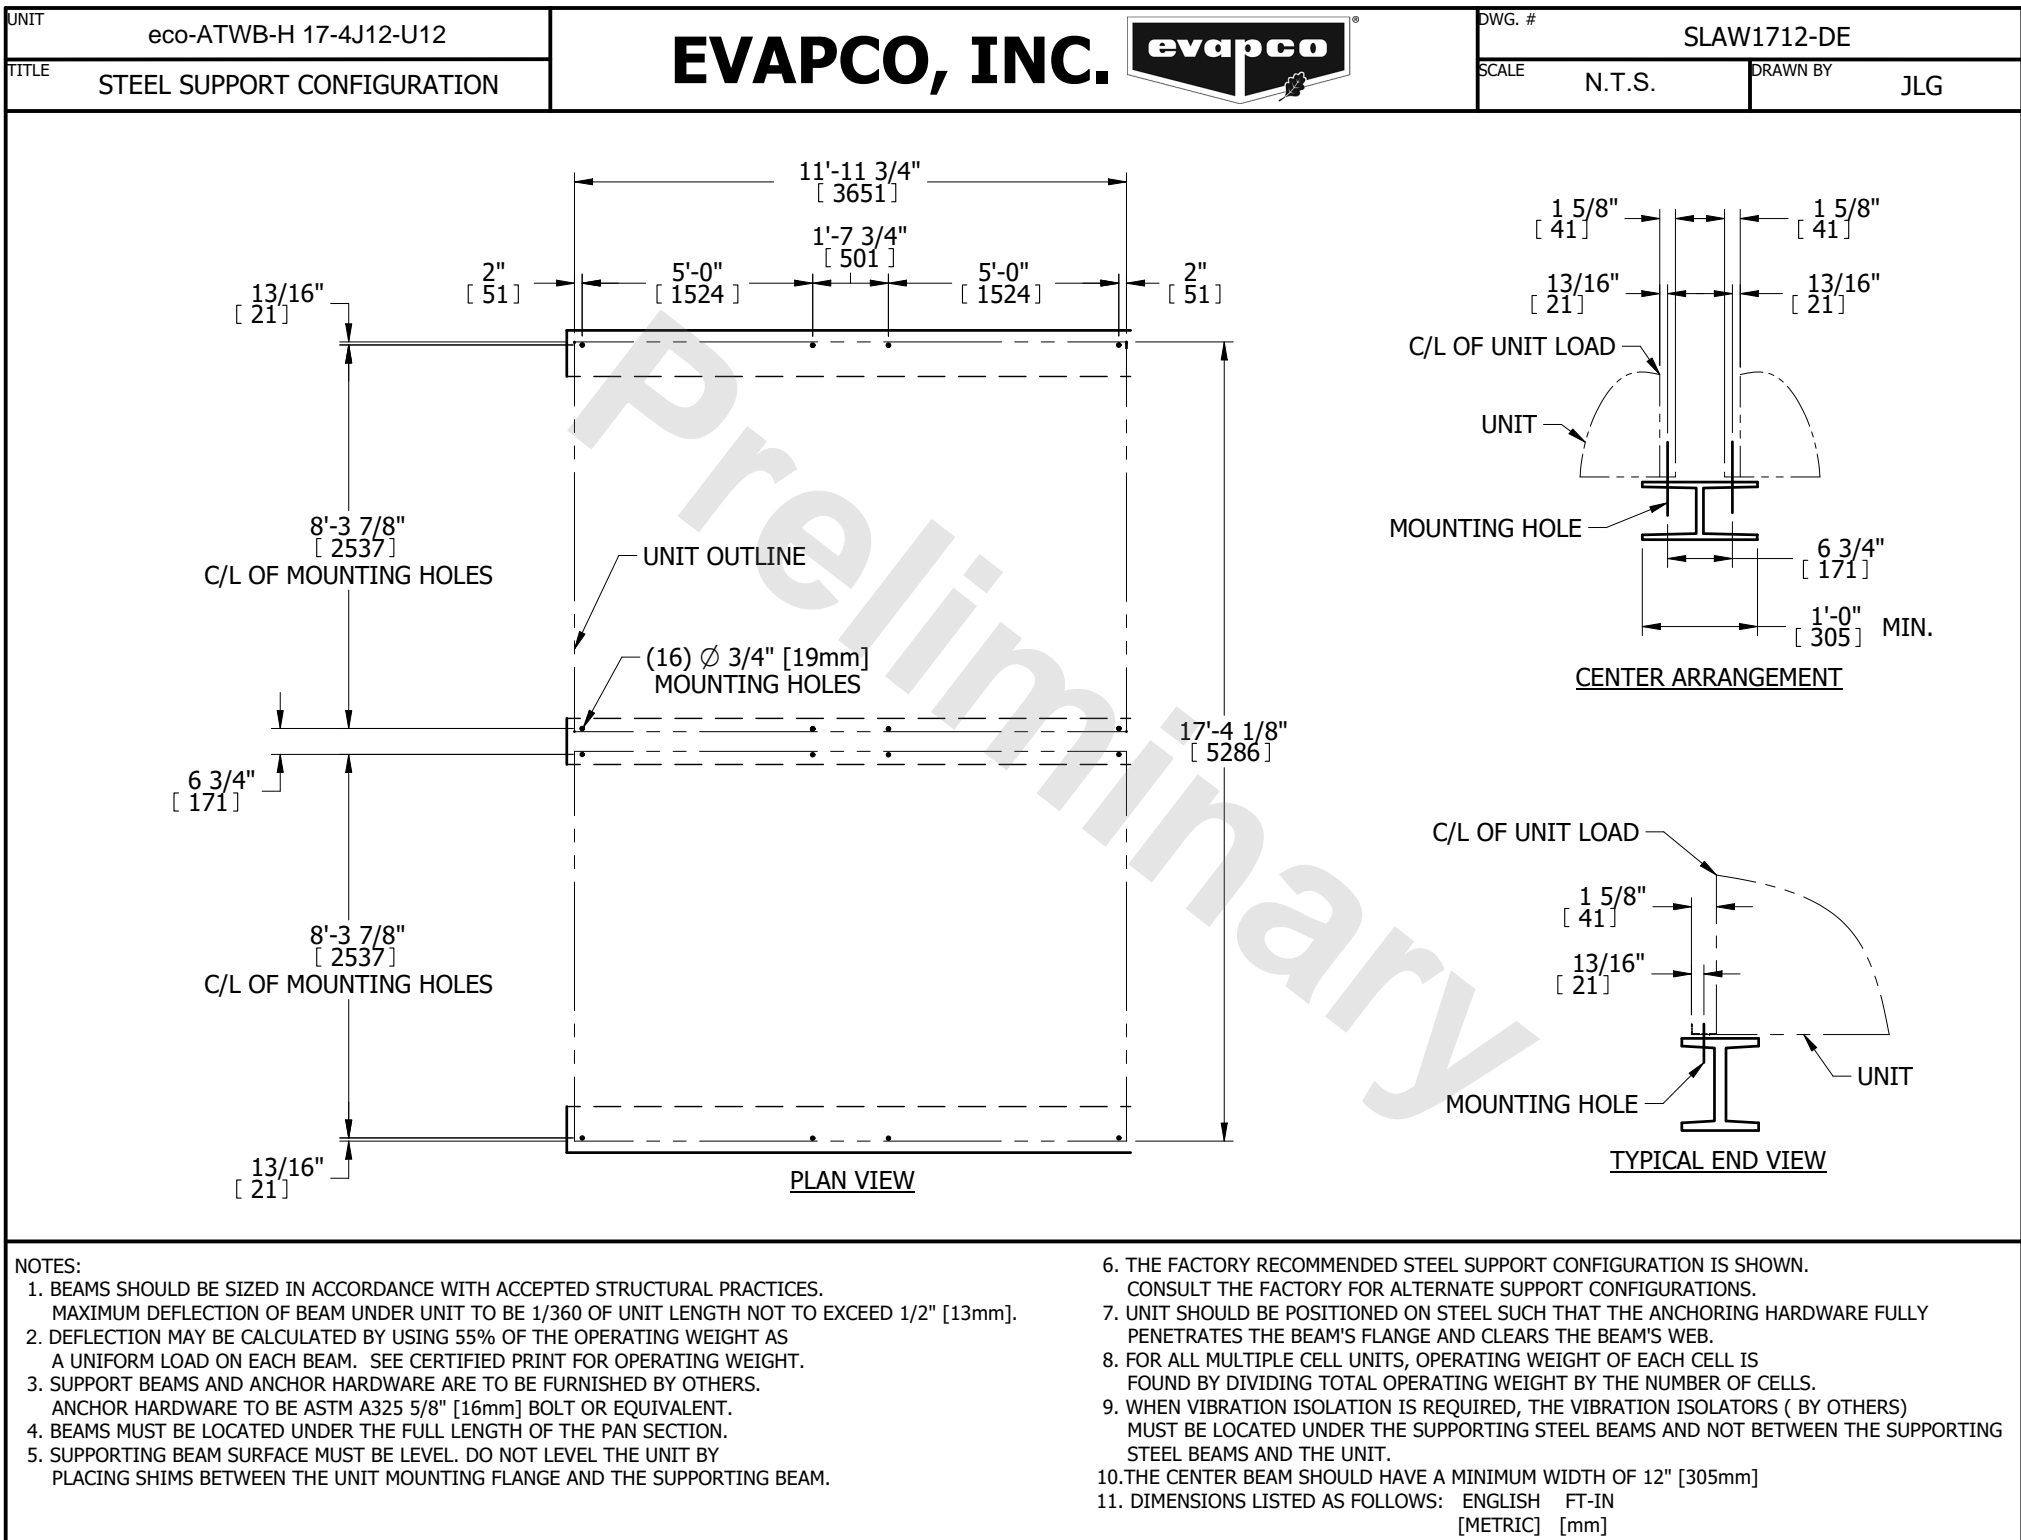 UNIT
eco-ATWB-H 17-4J12-U12
TITLE
STEEL SUPPORT CONFIGURATION
EVAPCO, INC.
evapco
®
DWG. #
SLAW1712-DE
SCALE
N.T.S.
DRAWN BY
JLG
11'-11 3/4"
[ 3651]
1'-7 3/4"
[ 501 ]
2"
[ 51]
5'-0"
[ 1524 ]
5'-0"
[ 1524]
2"
[ 51]
13/16"
[ 21]
8'-3 7/8"
[ 2537]
C/L OF MOUNTING HOLES
UNIT OUTLINE
(16) Ø 3/4" [19mm]
MOUNTING HOLES
6 3/4"
[ 171]
17'-4 1/8"
[ 5286]
8'-3 7/8"
[ 2537]
C/L OF MOUNTING HOLES
13/16"
[ 21]
PLAN VIEW
Preliminary
1 5/8"
[ 41]
1 5/8"
[ 41]
13/16"
[ 21]
13/16"
[ 21]
C/L OF UNIT LOAD
UNIT
MOUNTING HOLE
6 3/4"
[ 171]
1'-0"
[ 305] MIN.
CENTER ARRANGEMENT
C/L OF UNIT LOAD
1 5/8"
[ 41]
13/16"
[ 21]
UNIT
MOUNTING HOLE
TYPICAL END VIEW
NOTES:
1. BEAMS SHOULD BE SIZED IN ACCORDANCE WITH ACCEPTED STRUCTURAL PRACTICES.
MAXIMUM DEFLECTION OF BEAM UNDER UNIT TO BE 1/360 OF UNIT LENGTH NOT TO EXCEED 1/2" [13mm].
2. DEFLECTION MAY BE CALCULATED BY USING 55% OF THE OPERATING WEIGHT AS
A UNIFORM LOAD ON EACH BEAM. SEE CERTIFIED PRINT FOR OPERATING WEIGHT.
3. SUPPORT BEAMS AND ANCHOR HARDWARE ARE TO BE FURNISHED BY OTHERS.
ANCHOR HARDWARE TO BE ASTM A325 5/8" [16mm] BOLT OR EQUIVALENT.
4. BEAMS MUST BE LOCATED UNDER THE FULL LENGTH OF THE PAN SECTION.
5. SUPPORTING BEAM SURFACE MUST BE LEVEL. DO NOT LEVEL THE UNIT BY
PLACING SHIMS BETWEEN THE UNIT MOUNTING FLANGE AND THE SUPPORTING BEAM.
6. THE FACTORY RECOMMENDED STEEL SUPPORT CONFIGURATION IS SHOWN.
CONSULT THE FACTORY FOR ALTERNATE SUPPORT CONFIGURATIONS.
7. UNIT SHOULD BE POSITIONED ON STEEL SUCH THAT THE ANCHORING HARDWARE FULLY
PENETRATES THE BEAM'S FLANGE AND CLEARS THE BEAM'S WEB.
8. FOR ALL MULTIPLE CELL UNITS, OPERATING WEIGHT OF EACH CELL IS
FOUND BY DIVIDING TOTAL OPERATING WEIGHT BY THE NUMBER OF CELLS.
9. WHEN VIBRATION ISOLATION IS REQUIRED, THE VIBRATION ISOLATORS ( BY OTHERS)
MUST BE LOCATED UNDER THE SUPPORTING STEEL BEAMS AND NOT BETWEEN THE SUPPORTING
STEEL BEAMS AND THE UNIT.
10.THE CENTER BEAM SHOULD HAVE A MINIMUM WIDTH OF 12" [305mm]
11. DIMENSIONS LISTED AS FOLLOWS: ENGLISH FT-IN
[METRIC] [mm]